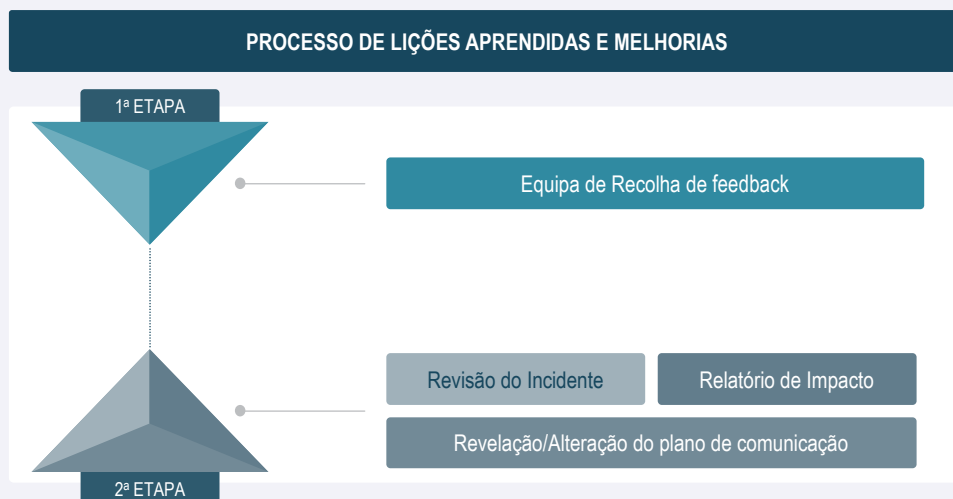 PROCESSO DE LIÇÕES APRENDIDAS E MELHORIAS
1ª ETAPA
Equipa de Recolha de feedback
Revisão do Incidente
Relatório de Impacto
Revelação/Alteração do plano de comunicação
2ª ETAPA